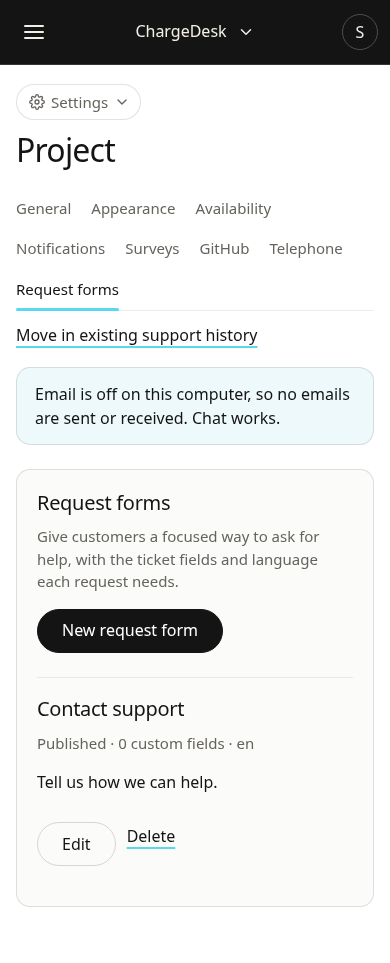 ChargeDesk
S
Settings
Project
General Appearance Availability
Notifications Surveys GitHub Telephone
Request forms
Move in existing support history
Email is off on this computer, so no emails
are sent or received. Chat works.
Request forms
Give customers a focused way to ask for
help, with the ticket fields and language
each request needs.
New request form
Contact support
Published · 0 custom fields · en
Tell us how we can help.
Edit Delete